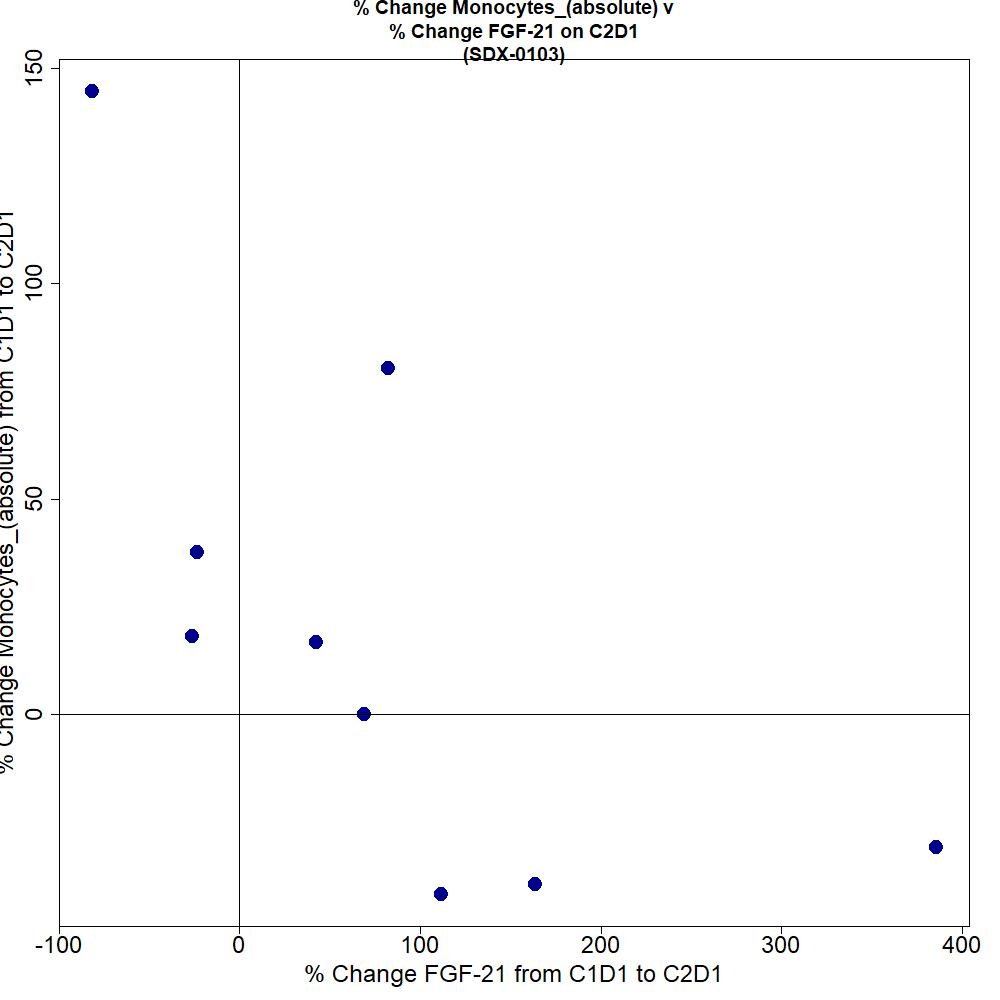 % Change Monocytes_(absolute) v
% Change FGF-21 on C2D1
(SDX-0103)
% Change Monocytes_(absolute) from C1D1 to C2D1
150
100
50
0
-100
0
100
200
300
400
% Change FGF-21 from C1D1 to C2D1